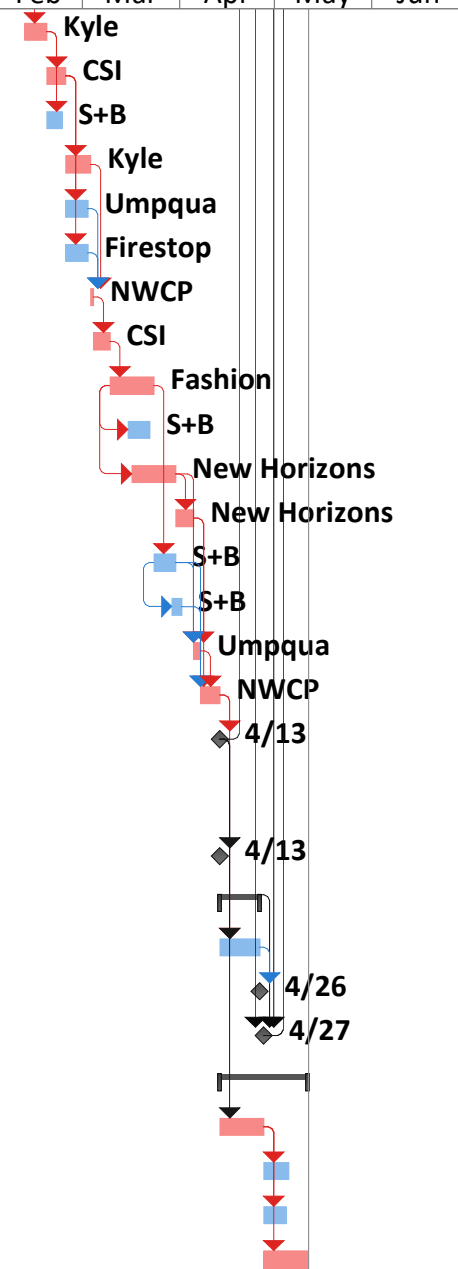 Feb Mar Apr May Jun
Kyle
CSI
S+B
Kyle
Umpqua
Firestop
NWCP
CSI
Fashion
S+B
New Horizons
New Horizons
S+B
S+B
Umpqua
NWCP
4/13
4/13
4/26
4/27